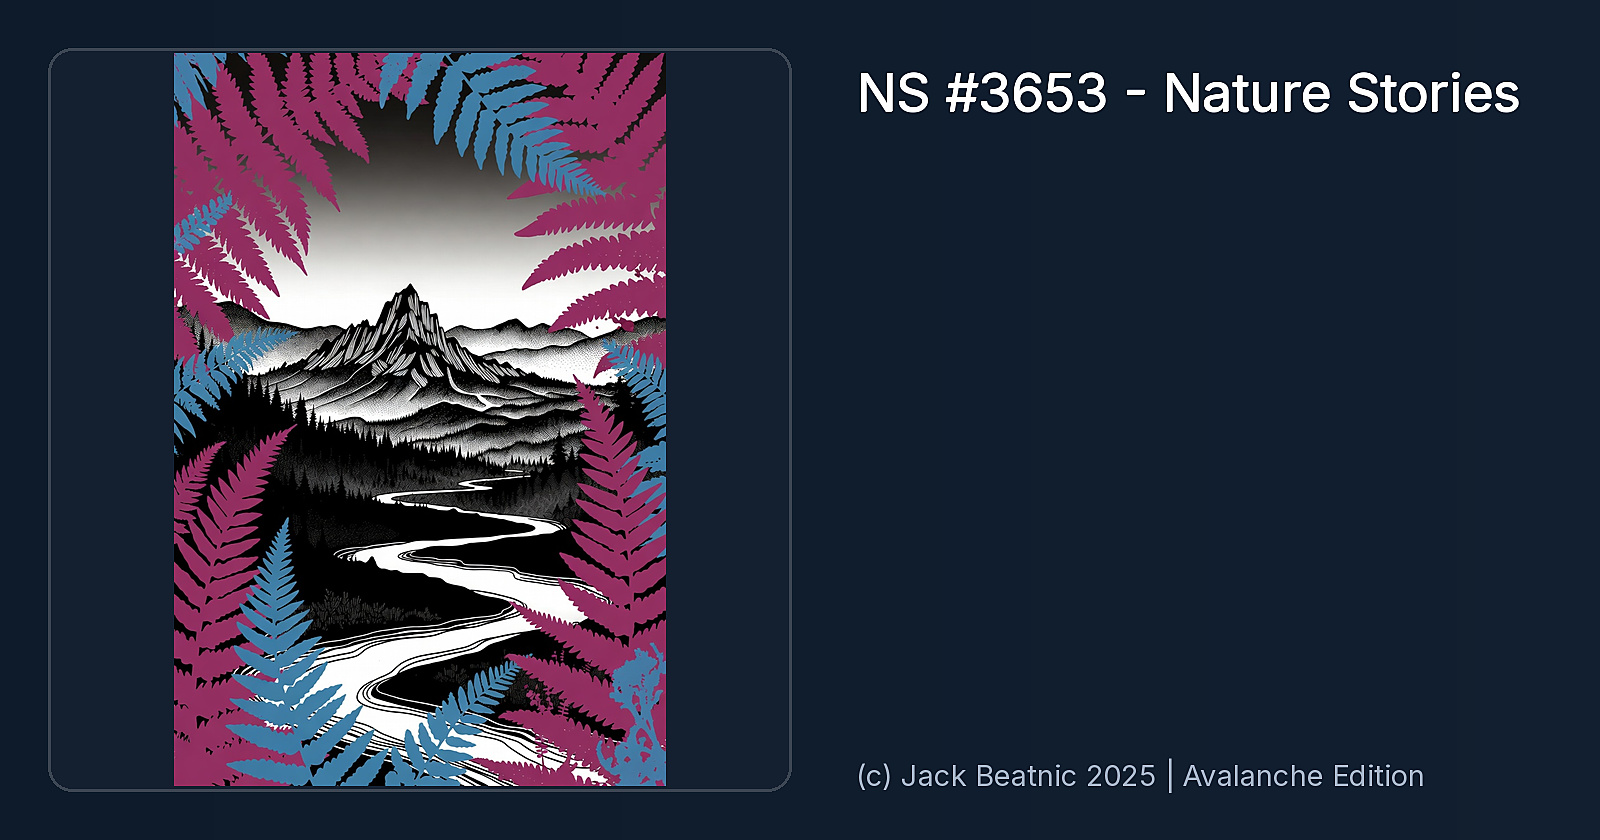 NS #3653 - Nature Stories
(c) Jack Beatnic 2025 | Avalanche Edition